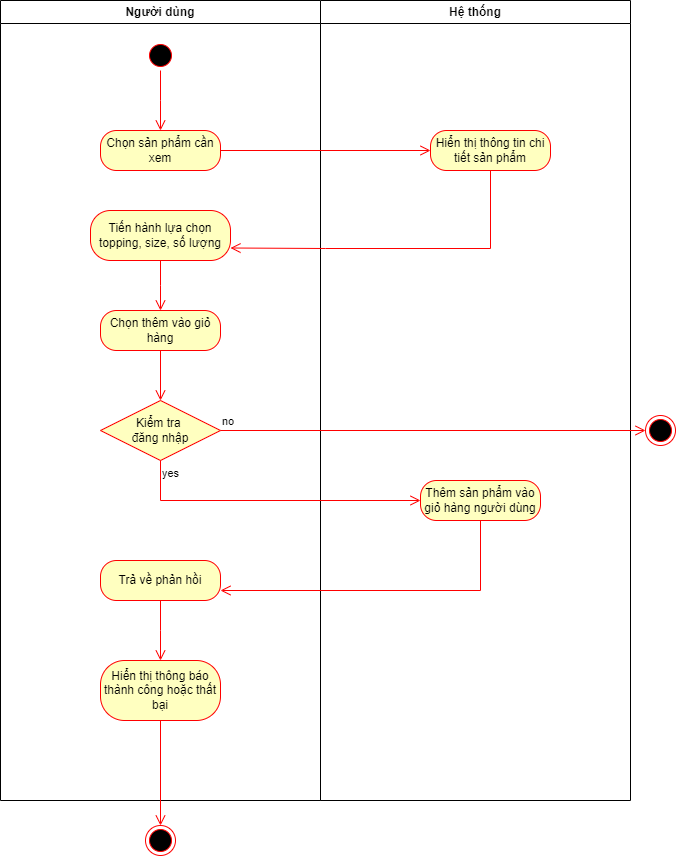 Người dùng
Hệ thống
Chọn sản phẩm cần
xem
Hiển thị thông tin chi
tiết sản phẩm
Tiến hành lựa chọn
topping, size, số lượng
Chọn thêm vào giỏ
hàng
Kiểm tra
đăng nhập
no
yes
Thêm sản phẩm vào
giỏ hàng người dùng
Trả về phản hồi
Hiển thị thông báo
thành công hoặc thất
bại